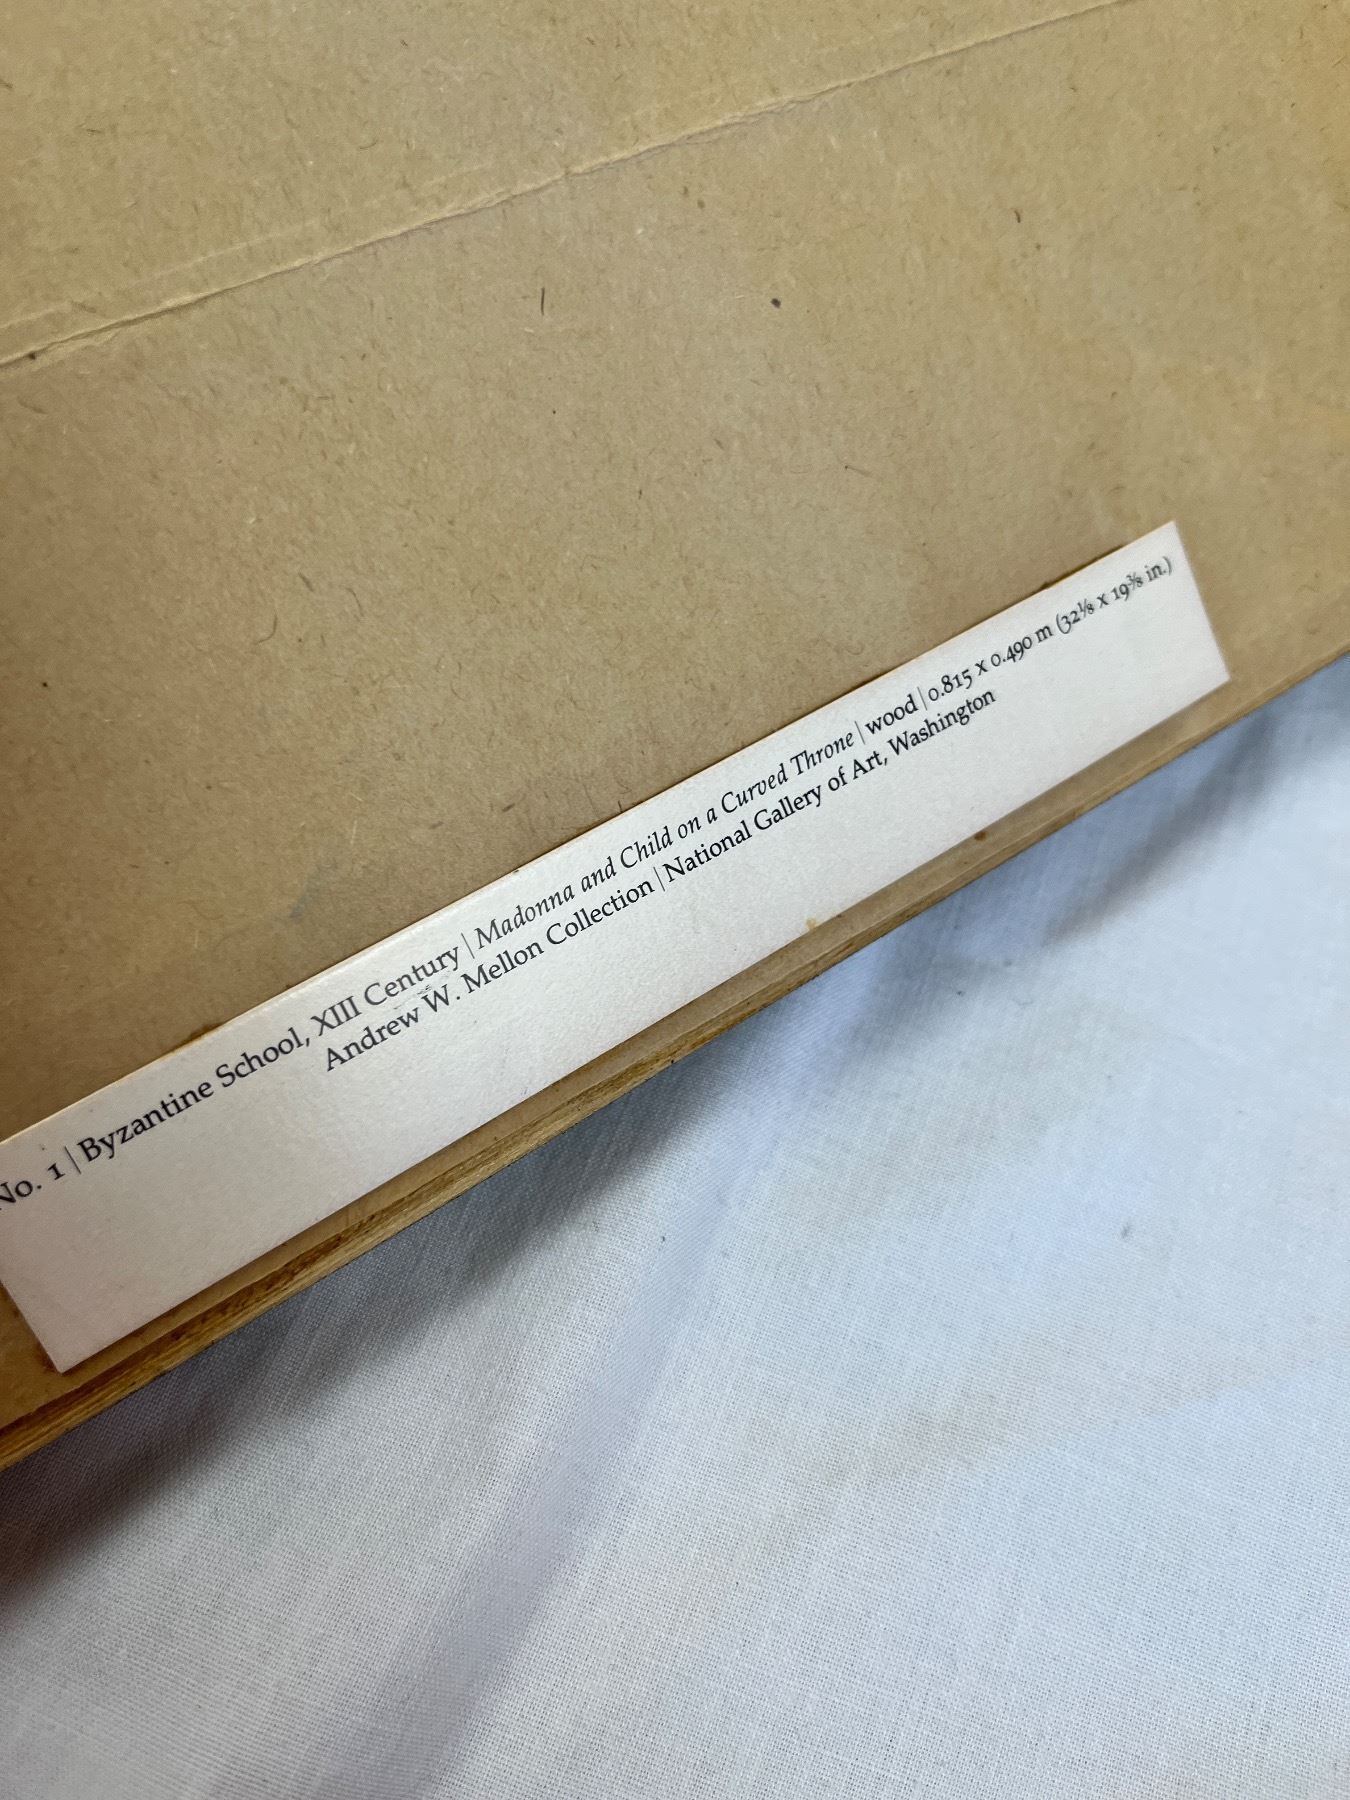 No. 1 | Byzantine School, XIII Century | Madonna and Child on a Curved Throne | wood | 0.815 x 0.490 m (32⅛ x 19⅜ in.)
Andrew W. Mellon Collection | National Gallery of Art, Washington